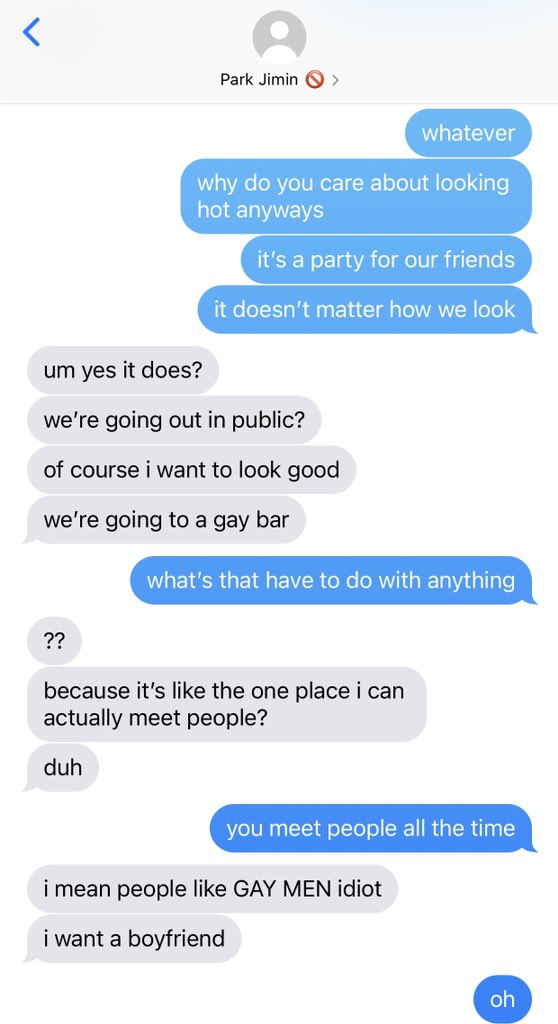 Park Jimin 🚫 >
whatever
why do you care about looking
hot anyways
it’s a party for our friends
it doesn’t matter how we look
um yes it does?
we’re going out in public?
of course i want to look good
we’re going to a gay bar
what’s that have to do with anything
??
because it’s like the one place i can
actually meet people?
duh
you meet people all the time
i mean people like GAY MEN idiot
i want a boyfriend
oh